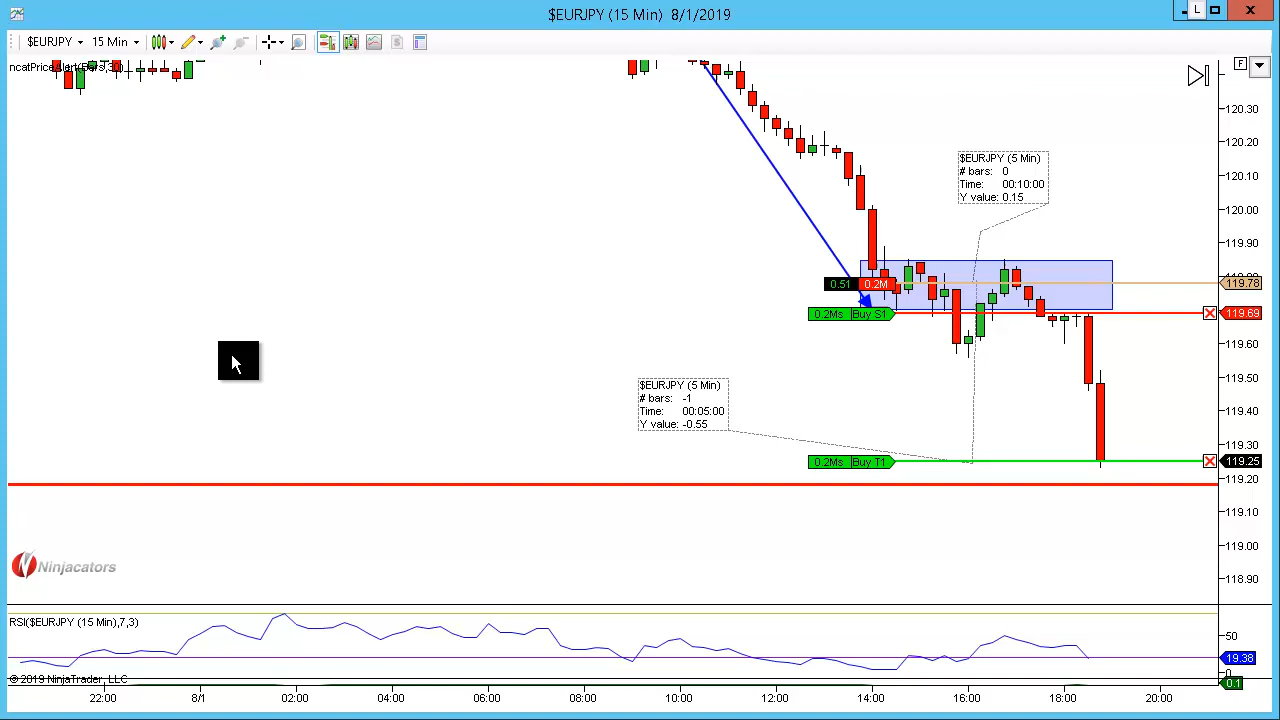 $EURJPY (15 Min) 8/1/2019
L
$EURJPY
15 Min
ncatPriceAlert(Bars,30)
F
120.30
120.20
120.10
120.00
119.90
119.78
119.69
119.60
119.50
119.40
119.30
119.25
119.20
119.10
119.00
118.90
$EURJPY (5 Min)
# bars: 0
Time: 00:10:00
Y value: 0.15
0.51 0.2M
0.2Ms Buy S1
$EURJPY (5 Min)
# bars: -1
Time: 00:05:00
Y value: -0.55
0.2Ms Buy T1
Ninjacators
RSI($EURJPY (15 Min),7,3)
50
19.38
0
0.1
© 2019 NinjaTrader, LLC
22:00 8/1 02:00 04:00 06:00 08:00 10:00 12:00 14:00 16:00 18:00 20:00